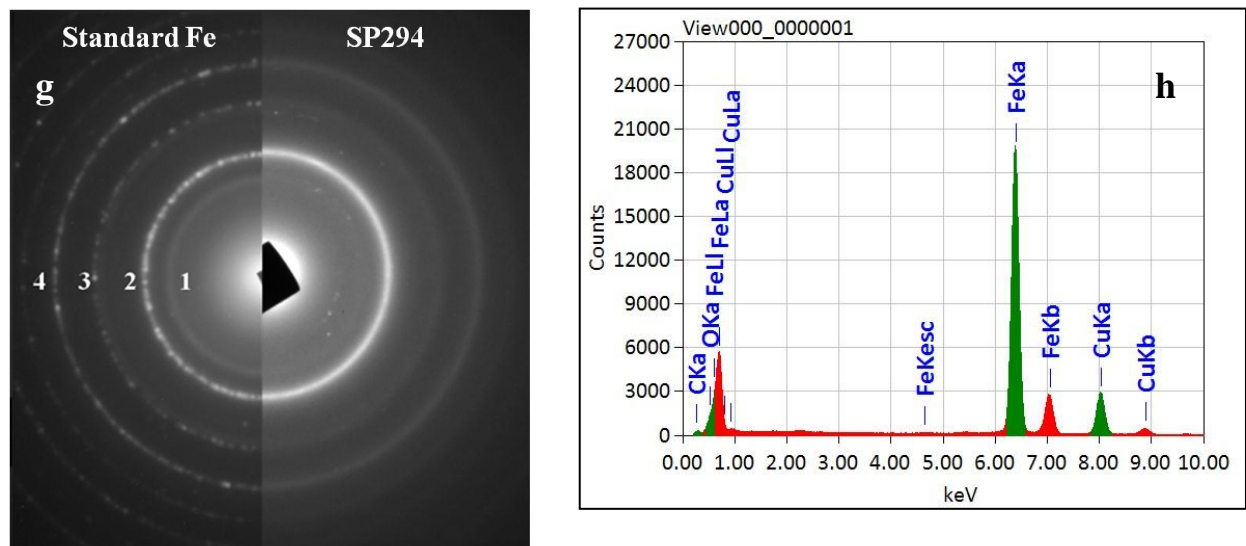 Standard Fe SP294
g
4 3 2 1
View000_0000001
h
27000
24000
21000
18000
15000
12000
9000
6000
3000
0
Counts
CKa
OKa
FeLl
FeLa
CuLl
CuLa
FeKesc
FeKa
FeKb
CuKa
CuKb
0.00 1.00 2.00 3.00 4.00 5.00 6.00 7.00 8.00 9.00 10.00
keV